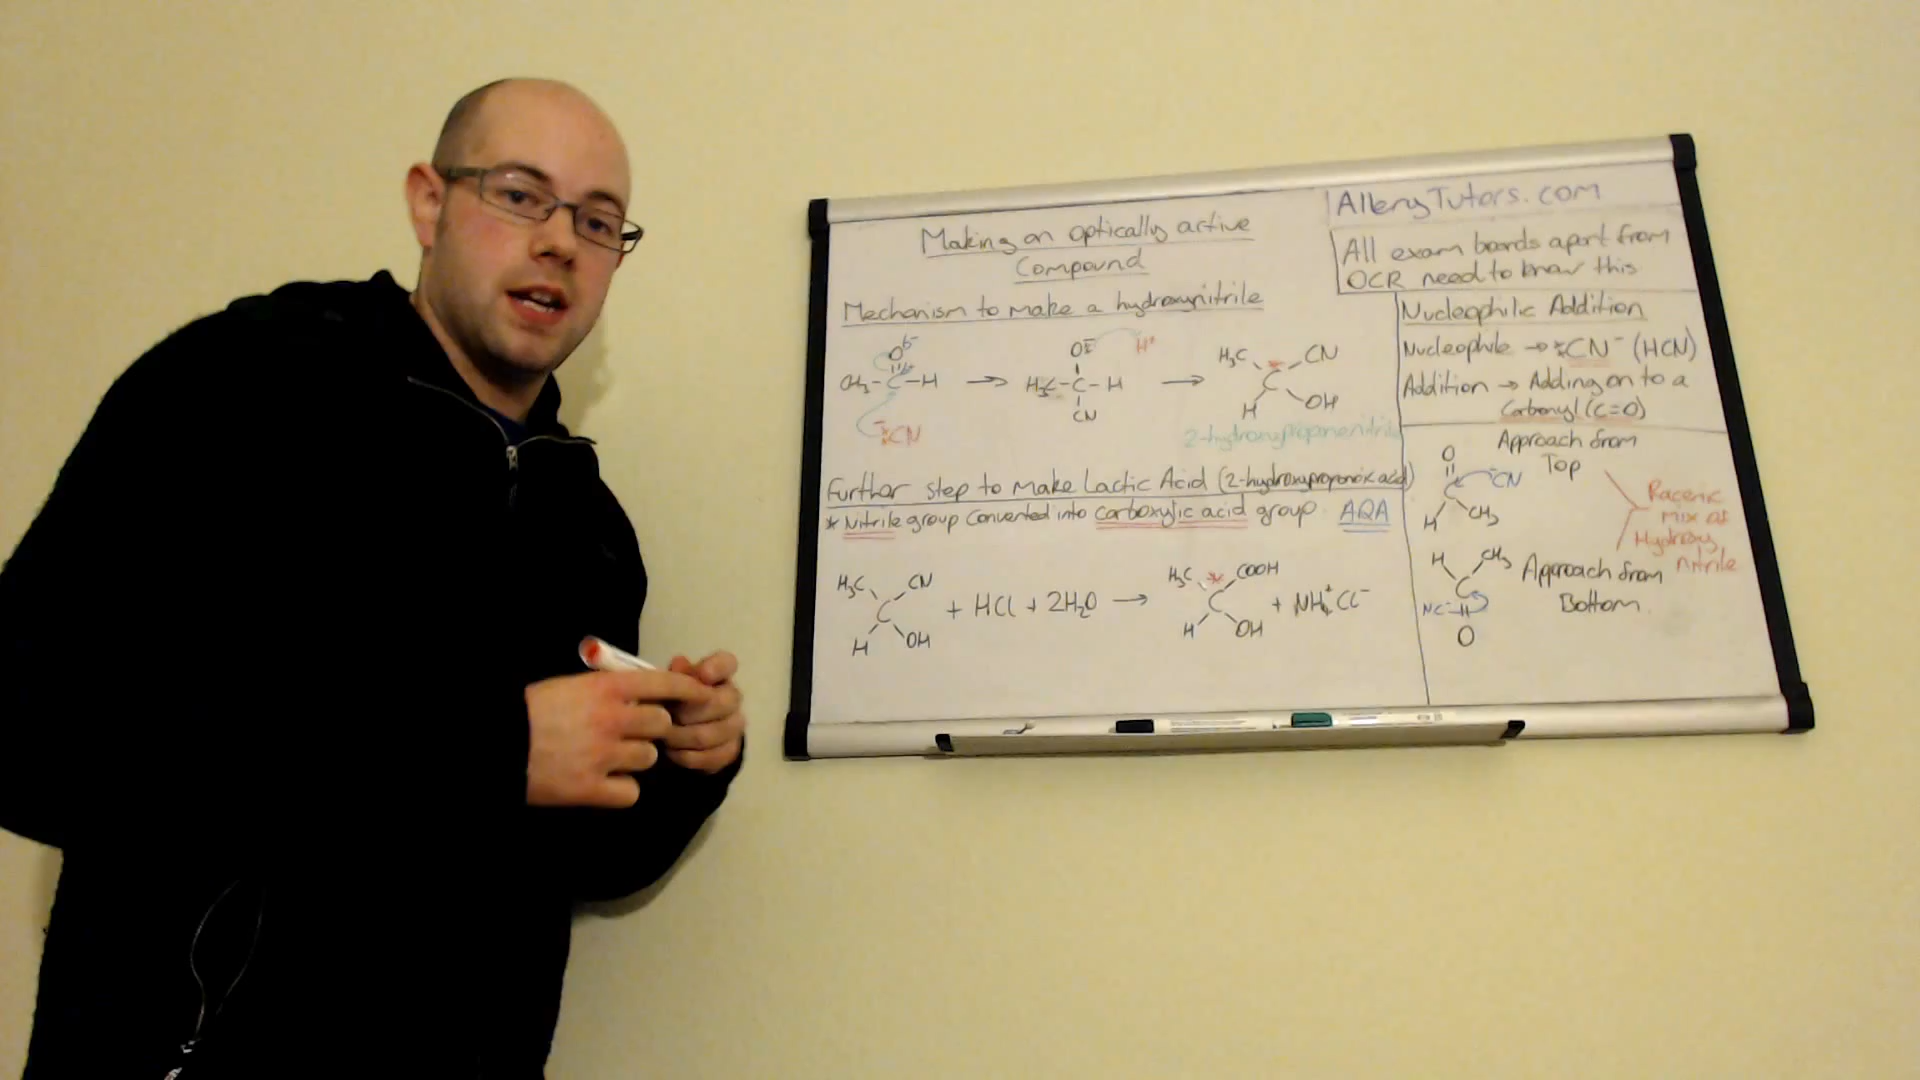 Making an optically active
Compound
Mechanism to make a hydroxynitrile
O δ-
CH3-C-H
:CN
O-
H+
H3C-C-H
CN
H3C
CN
C
H
OH
2-hydroxypropanenitrile
Further step to make Lactic Acid (2-hydroxypropanoic acid)
* Nitrile group converted into carboxylic acid group AQA
H3C
CN
C
H
OH
+ HCl + 2H2O →
H3C
*
COOH
C
H
OH
+ NH4+Cl-
AlleryTutors.com
All exam boards apart from
OCR need to know this
Nucleophilic Addition
Nucleophile → :CN- (HCN)
Addition → Adding on to a
Carbonyl (C=O)
Approach from
Top
O
-CN
C
H
CH3
Racemic
mix of
Hydroxy
nitrile
H
CH3
C
NC-
O
Approach from
Bottom